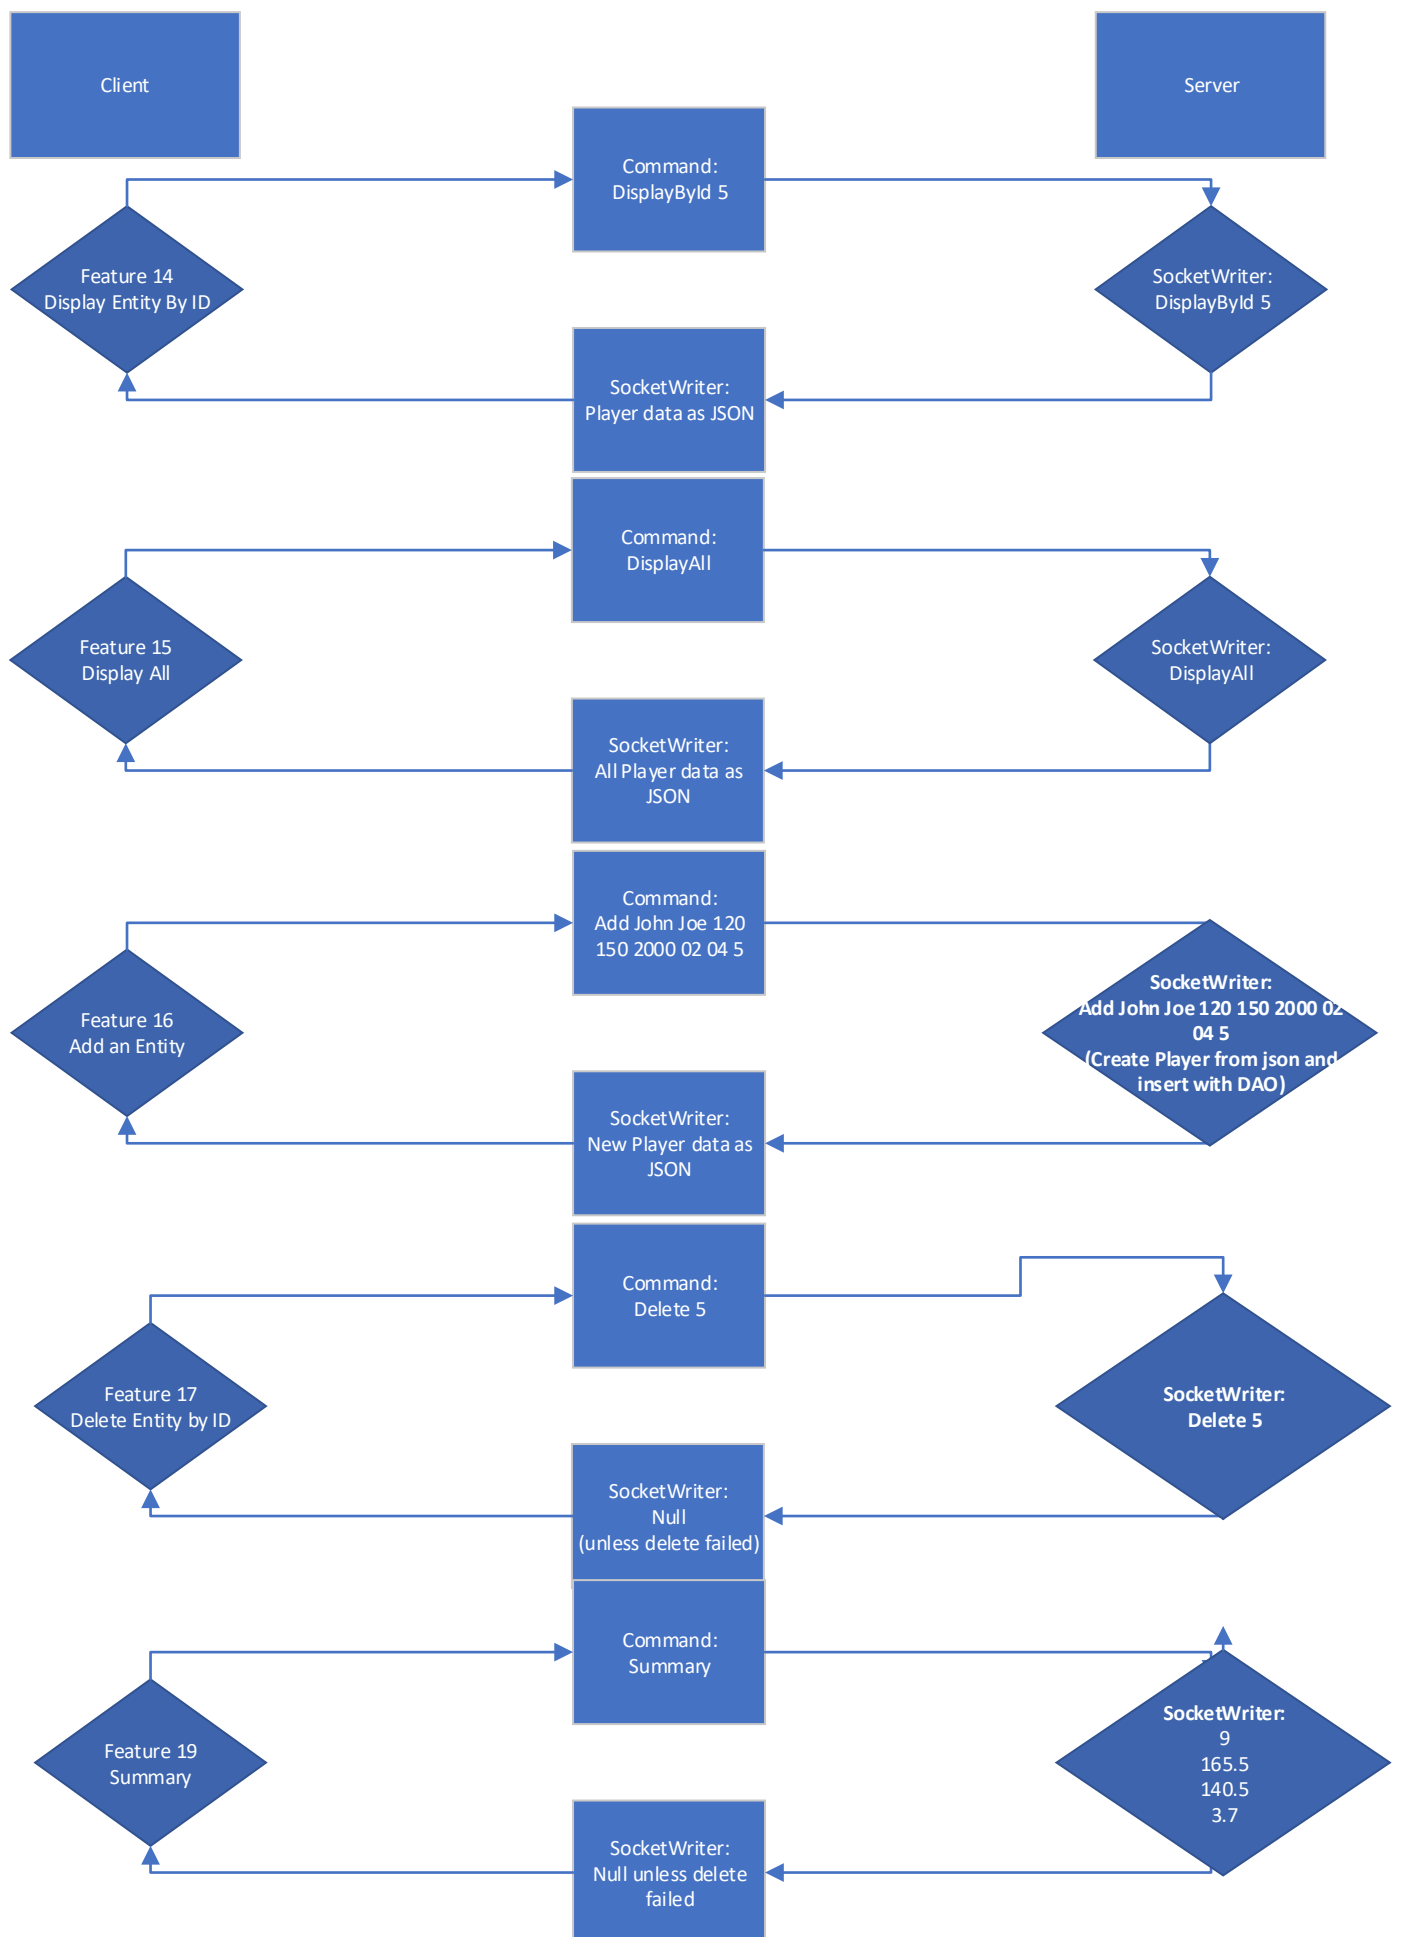 Client
Server
Command:
DisplayById 5
Feature 14
Display Entity By ID
SocketWriter:
DisplayById 5
SocketWriter:
Player data as JSON
Command:
DisplayAll
Feature 15
Display All
SocketWriter:
DisplayAll
SocketWriter:
All Player data as
JSON
Command:
Add John Joe 120
150 2000 02 04 5
Feature 16
Add an Entity
SocketWriter:
Add John Joe 120 150 2000 02
04 5
(Create Player from json and
insert with DAO)
SocketWriter:
New Player data as
JSON
Command:
Delete 5
Feature 17
Delete Entity by ID
SocketWriter:
Delete 5
SocketWriter:
Null
(unless delete failed)
Command:
Summary
Feature 19
Summary
SocketWriter:
9
165.5
140.5
3.7
SocketWriter:
Null unless delete
failed